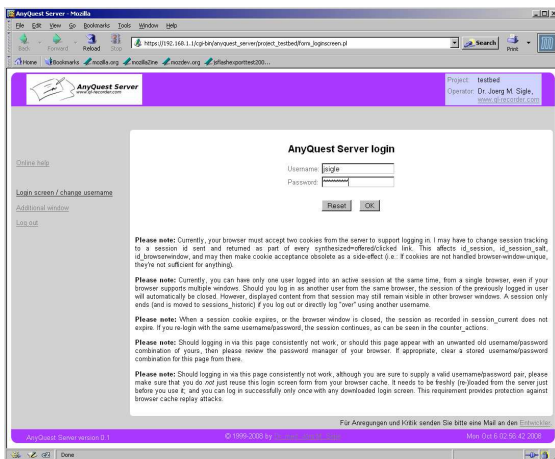 AnyQuest Server - Mozilla
File Edit View Go Bookmarks Tools Window Help
Back Forward Reload Stop https://192.168.1.1/cgi-bin/anyquest_server/project_testbed/form_loginscreen.pl Search Print
Home Bookmarks mozilla.org mozillaZine mozdev.org jsflashexporttest200...
AnyQuest Server
www.ql-recorder.com
Project: testbed
Operator: Dr. Joerg M. Sigle,
www.ql-recorder.com
Online help
Login screen / change username
Additional window
Log out
AnyQuest Server login
Username: jsigle
Password:
Reset OK
Please note: Currently, your browser must accept two cookies from the server to support logging in. I may have to change session tracking
to a session id sent and returned as part of every synthesized+offered/clicked link. This affects id_session, id_session_salt,
id_browserwindow, and may then make cookie acceptance obsolete as a side-effect (i.e.: If cookies are not handled browser-window-unique,
they're not sufficient for anything).
Please note: Currently, you can have only one user logged into an active session at the same time, from a single browser, even if your
browser supports multiple windows. Should you log in as another user from the same browser, the session of the previously logged in user
will automatically be closed. However, displayed content from that session may still remain visible in other browser windows. A session only
ends (and is moved to sessions_historic) if you log out or directly log "over" using another username.
Please note: When a session cookie expires, or the browser window is closed, the session as recorded in session_current does not
expire. If you re-login with the same username/password, the session continues, as can be seen in the counter_actions.
Please note: Should logging in via this page consistently not work, or should this page appear with an unwanted old username/password
combination of yours, then please review the password manager of your browser. If appropriate, clear a stored username/password
combination for this page from there.
Please note: Should logging in via this page consistently not work, although you are sure to supply a valid username/password pair, please
make sure that you do not just reuse this login screen form from your browser cache. It needs to be freshly (re-)loaded from the server just
before you use it; and you can log in successfully only once with any downloaded login screen. This requirement provides protection against
browser cache replay attacks.
Für Anregungen und Kritik senden Sie bitte eine Mail an den Entwickler.
AnyQuest Server version 0.1 © 1999-2008 by Mon Oct 6 02:56:42 2008
Done